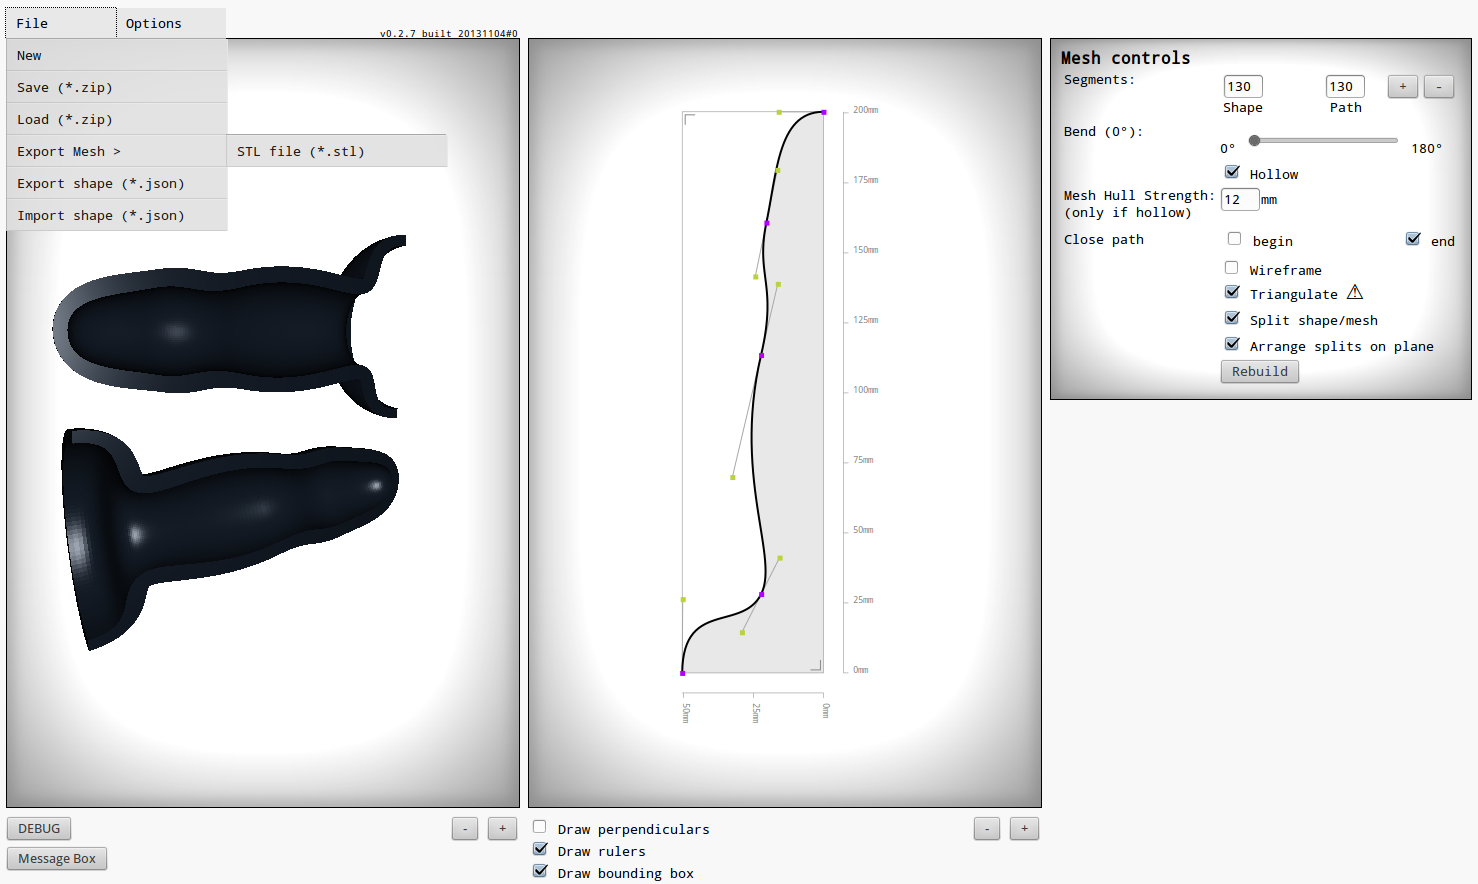 File
Options
v0.2.7 built 20131104#0
New
Save (*.zip)
Load (*.zip)
Export Mesh >
STL file (*.stl)
Export shape (*.json)
Import shape (*.json)
DEBUG
- +
Message Box
200mm
175mm
150mm
125mm
100mm
75mm
50mm
25mm
0mm
50mm
25mm
0mm
Draw perpendiculars
- +
Draw rulers
Draw bounding box
Mesh controls
Segments:
130
130
+ -
Shape
Path
Bend (0°):
0°
180°
Hollow
Mesh Hull Strength:
12 mm
(only if hollow)
Close path
begin
end
Wireframe
Triangulate
Split shape/mesh
Arrange splits on plane
Rebuild